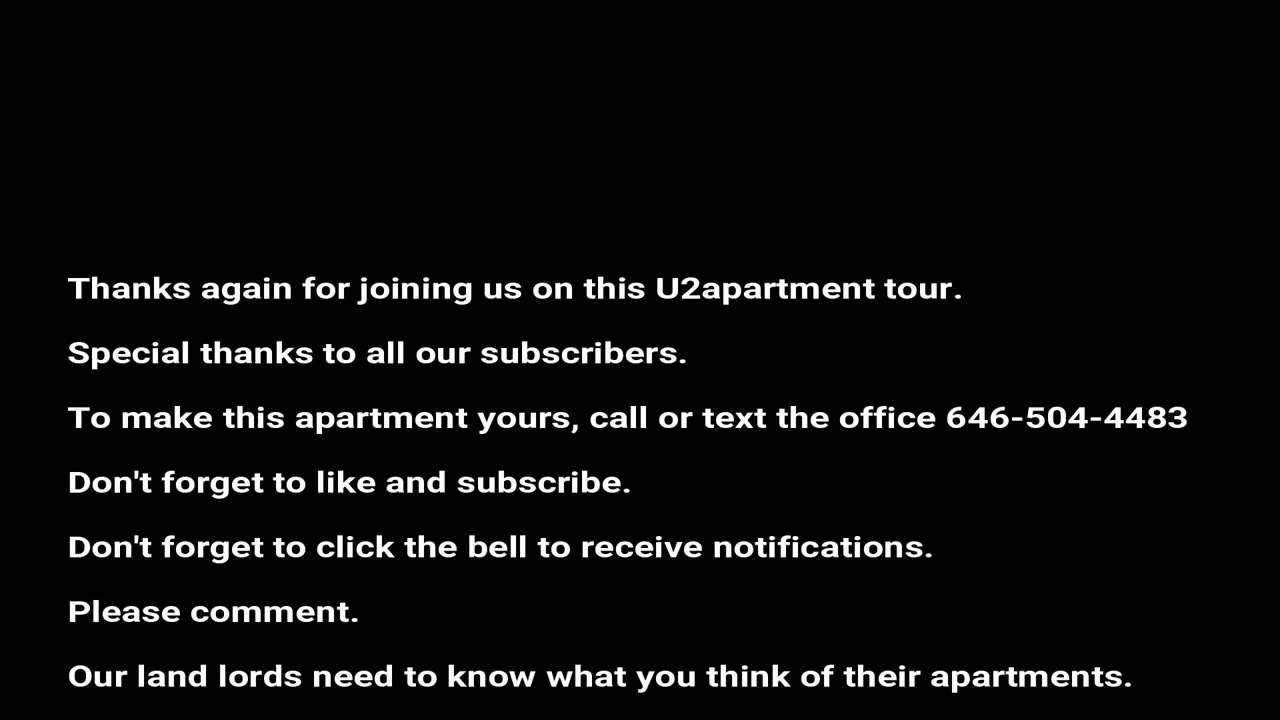 Thanks again for joining us on this U2apartment tour.
Special thanks to all our subscribers.
To make this apartment yours, call or text the office 646-504-4483
Don't forget to like and subscribe.
Don't forget to click the bell to receive notifications.
Please comment.
Our land lords need to know what you think of their apartments.